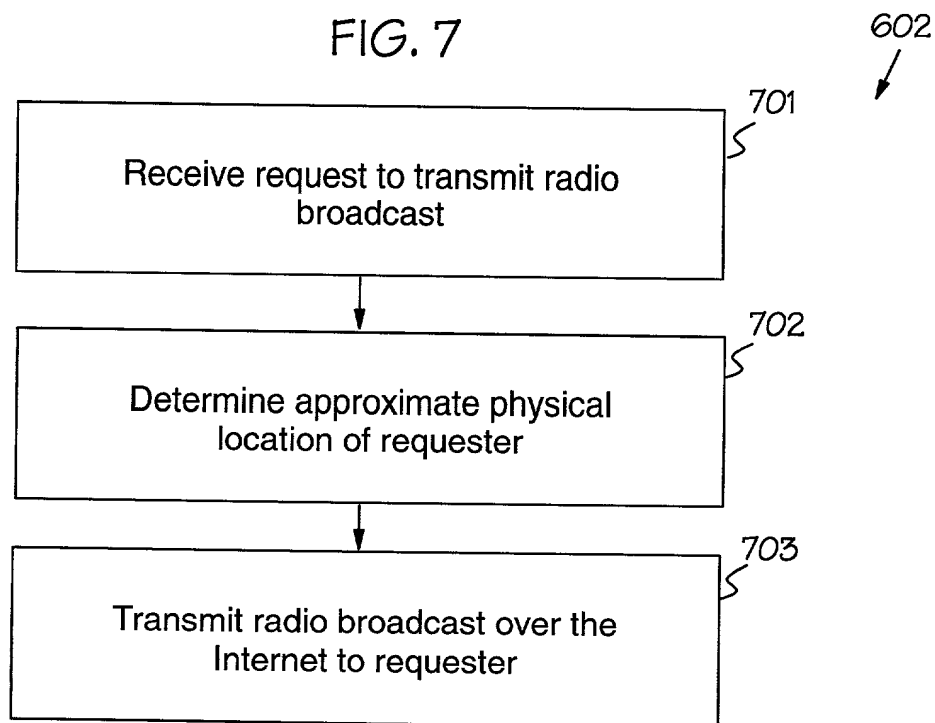 FIG. 7
602
701
Receive request to transmit radio
broadcast
702
Determine approximate physical
location of requester
703
Transmit radio broadcast over the
Internet to requester